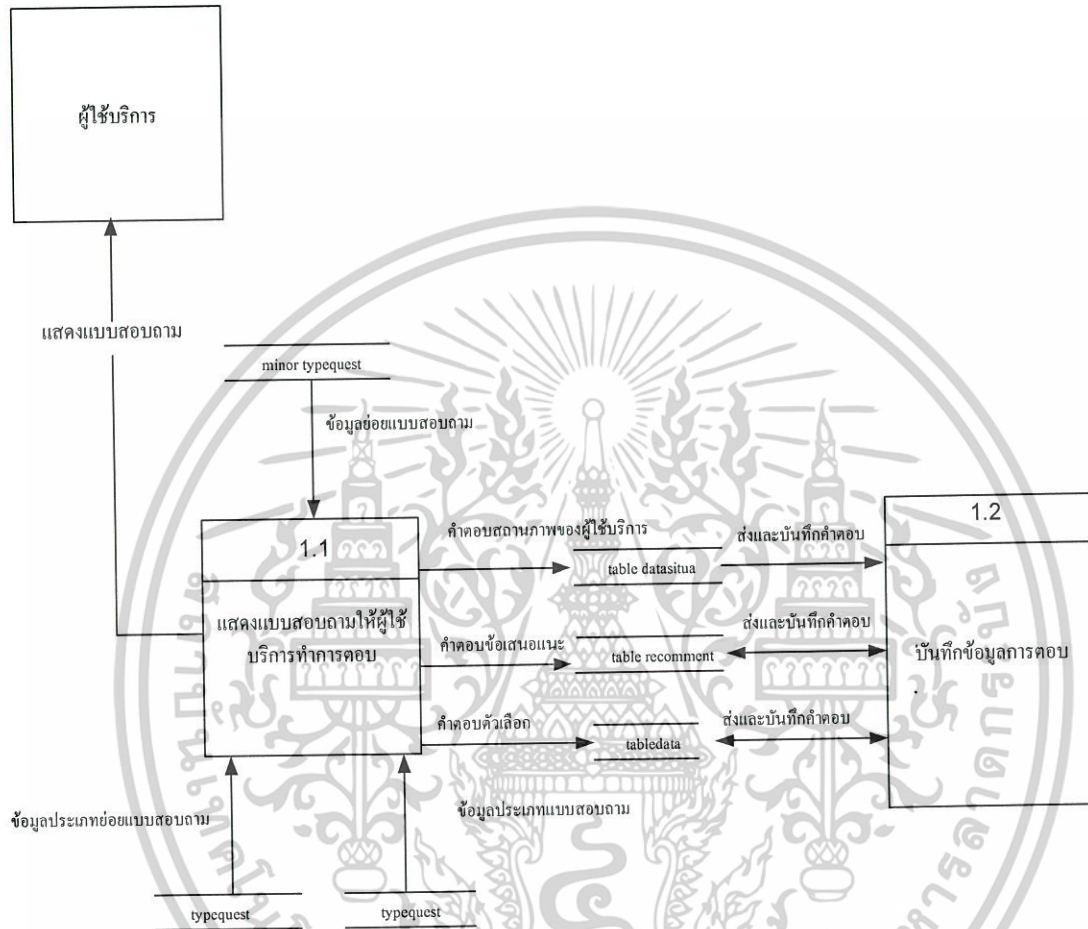 ผู้ใช้บริการ
แสดงแบบสอบถาม
minor typequest
ข้อมูลย่อยแบบสอบถาม
1.1
แสดงแบบสอบถามให้ผู้ใช้
บริการทำการตอบ
คำตอบสถานภาพของผู้ใช้บริการ
table datasitua
ส่งและบันทึกคำตอบ
1.2
บันทึกข้อมูลการตอบ
คำตอบข้อเสนอแนะ
table recomment
ส่งและบันทึกคำตอบ
คำตอบตัวเลือก
tabledata
ส่งและบันทึกคำตอบ
ข้อมูลประเภทย่อยแบบสอบถาม
ข้อมูลประเภทแบบสอบถาม
typequest
typequest